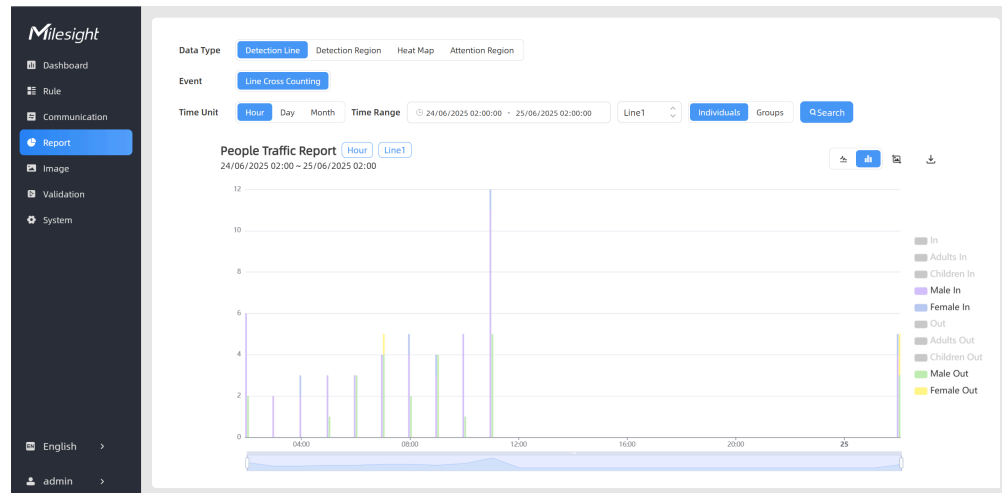 Milesight
Dashboard
Rule
Communication
Report
Image
Validation
System
EN English >
admin >
Data Type Detection Line Detection Region Heat Map Attention Region
Event Line Cross Counting
Time Unit Hour Day Month Time Range 24/06/2025 02:00:00 - 25/06/2025 02:00:00 Line1 Individuals Groups Search
People Traffic Report Hour Line1
24/06/2025 02:00 ~ 25/06/2025 02:00
12
10
8
6
4
2
0
04:00 08:00 12:00 16:00 20:00 25
In
Adults In
Children In
Male In
Female In
Out
Adults Out
Children Out
Male Out
Female Out